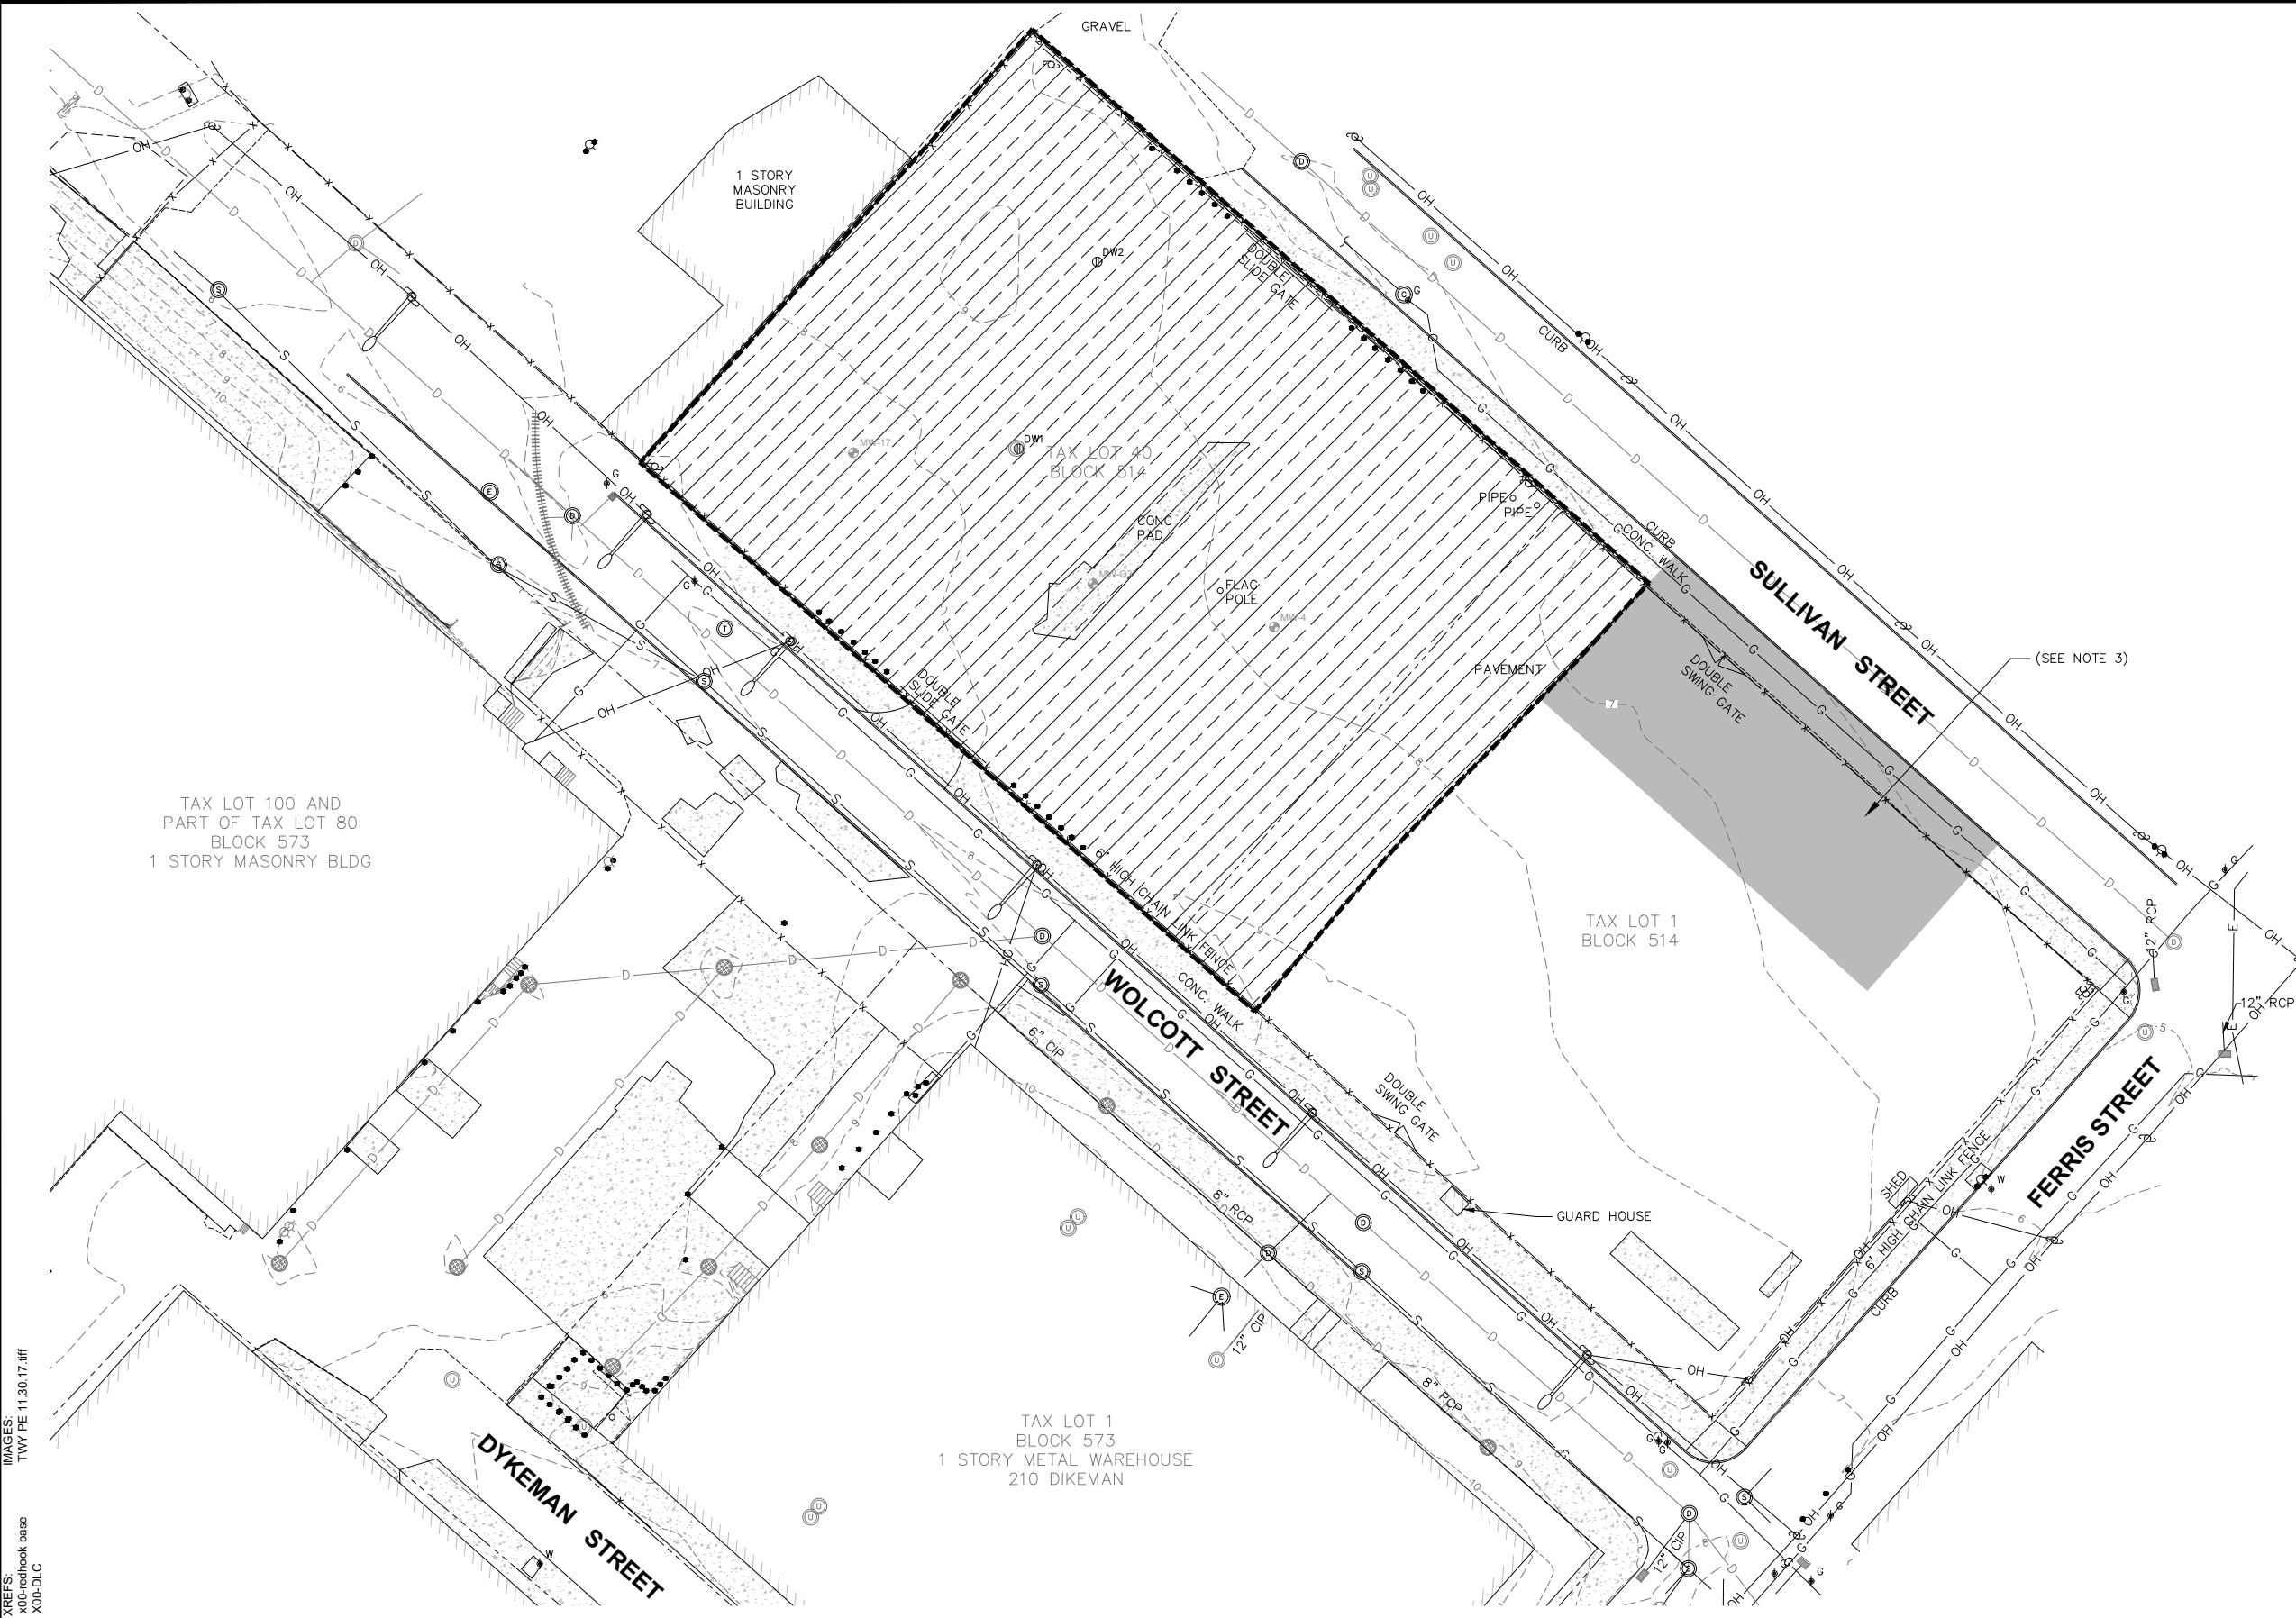 GRAVEL
1 STORY
MASONRY
BUILDING
DW2
DOUBLE
SLIDE GATE
CURB
MW-17
DW1
TAX LOT 40
BLOCK 514
CONC
PAD
PIPE
PIPE
FLAG
POLE
MW-4
CURB
CONC. WALK
SULLIVAN STREET
(SEE NOTE 3)
PAVEMENT
DOUBLE
SWING GATE
7
DOUBLE
SLIDE GATE
TAX LOT 100 AND
PART OF TAX LOT 80
BLOCK 573
1 STORY MASONRY BLDG
6' HIGH CHAIN LINK FENCE
CONC. WALK
TAX LOT 1
BLOCK 514
12" RCP
12" RCP
WOLCOTT STREET
6" CIP
DOUBLE
SWING GATE
FERRIS STREET
SHED
6' HIGH CHAIN LINK FENCE
W
GUARD HOUSE
CURB
8" RCP
12" CIP
8" RCP
TAX LOT 1
BLOCK 573
1 STORY METAL WAREHOUSE
210 DIKEMAN
DYKEMAN STREET
W
12" CIP
XREFS:
x00-redhook base
X00-DLC
IMAGES:
TWY PE 11.30.17.tiff